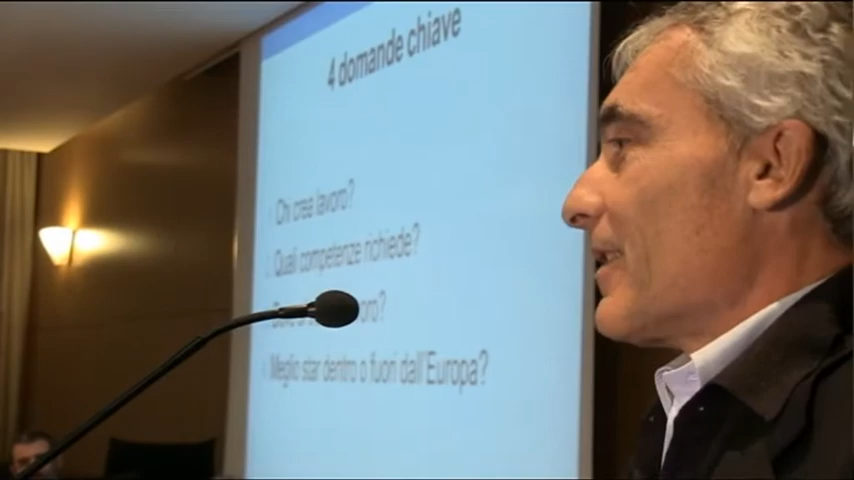 4 domande chiave
Chi crea lavoro?
Quali competenze richiede?
Meglio star dentro o fuori dall'Europa?